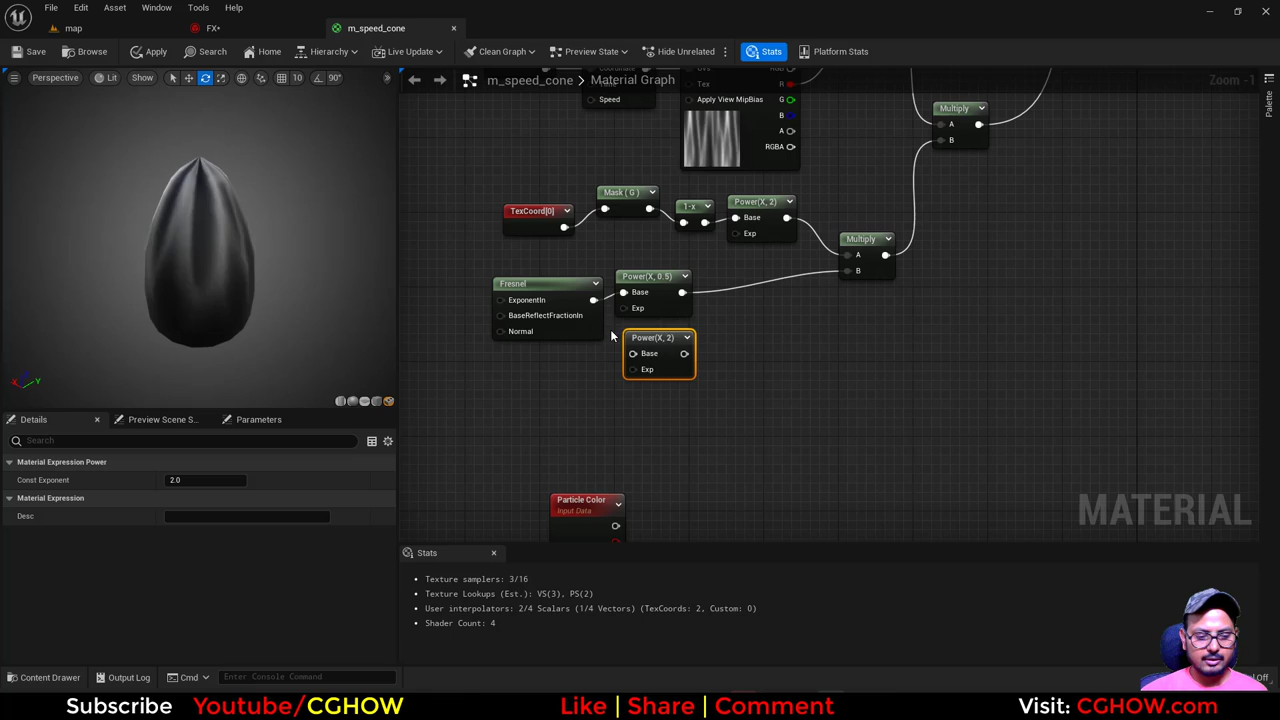 File Edit Asset Window Tools Help
map FX• m_speed_cone
Save Browse Apply Search Home Hierarchy Live Update Clean Graph Preview State Hide Unrelated Stats Platform Stats
Perspective Lit Show 10 90°
m_speed_cone > Material Graph Zoom -1
Palette
Speed
Tex
RGB
R
Apply View MipBias G
B
A
RGBA
Multiply
A
B
Mask ( G )
TexCoord[0]
1-x
Power(X, 2)
Base
Exp
Multiply
A
B
Fresnel
ExponentIn
BaseReflectFractionIn
Normal
Power(X, 0.5)
Base
Exp
Power(X, 2)
Base
Exp
Particle Color
Input Data
MATERIAL
X Y
Details Preview Scene S... Parameters
Search
Material Expression Power
Const Exponent 2.0
Material Expression
Desc
Stats
Texture samplers: 3/16
Texture Lookups (Est.): VS(3), PS(2)
User interpolators: 2/4 Scalars (1/4 Vectors) (TexCoords: 2, Custom: 0)
Shader Count: 4
Content Drawer Output Log Cmd Enter Console Command
Off
Subscribe Youtube/CGHOW Like | Share | Comment Visit: CGHOW.com